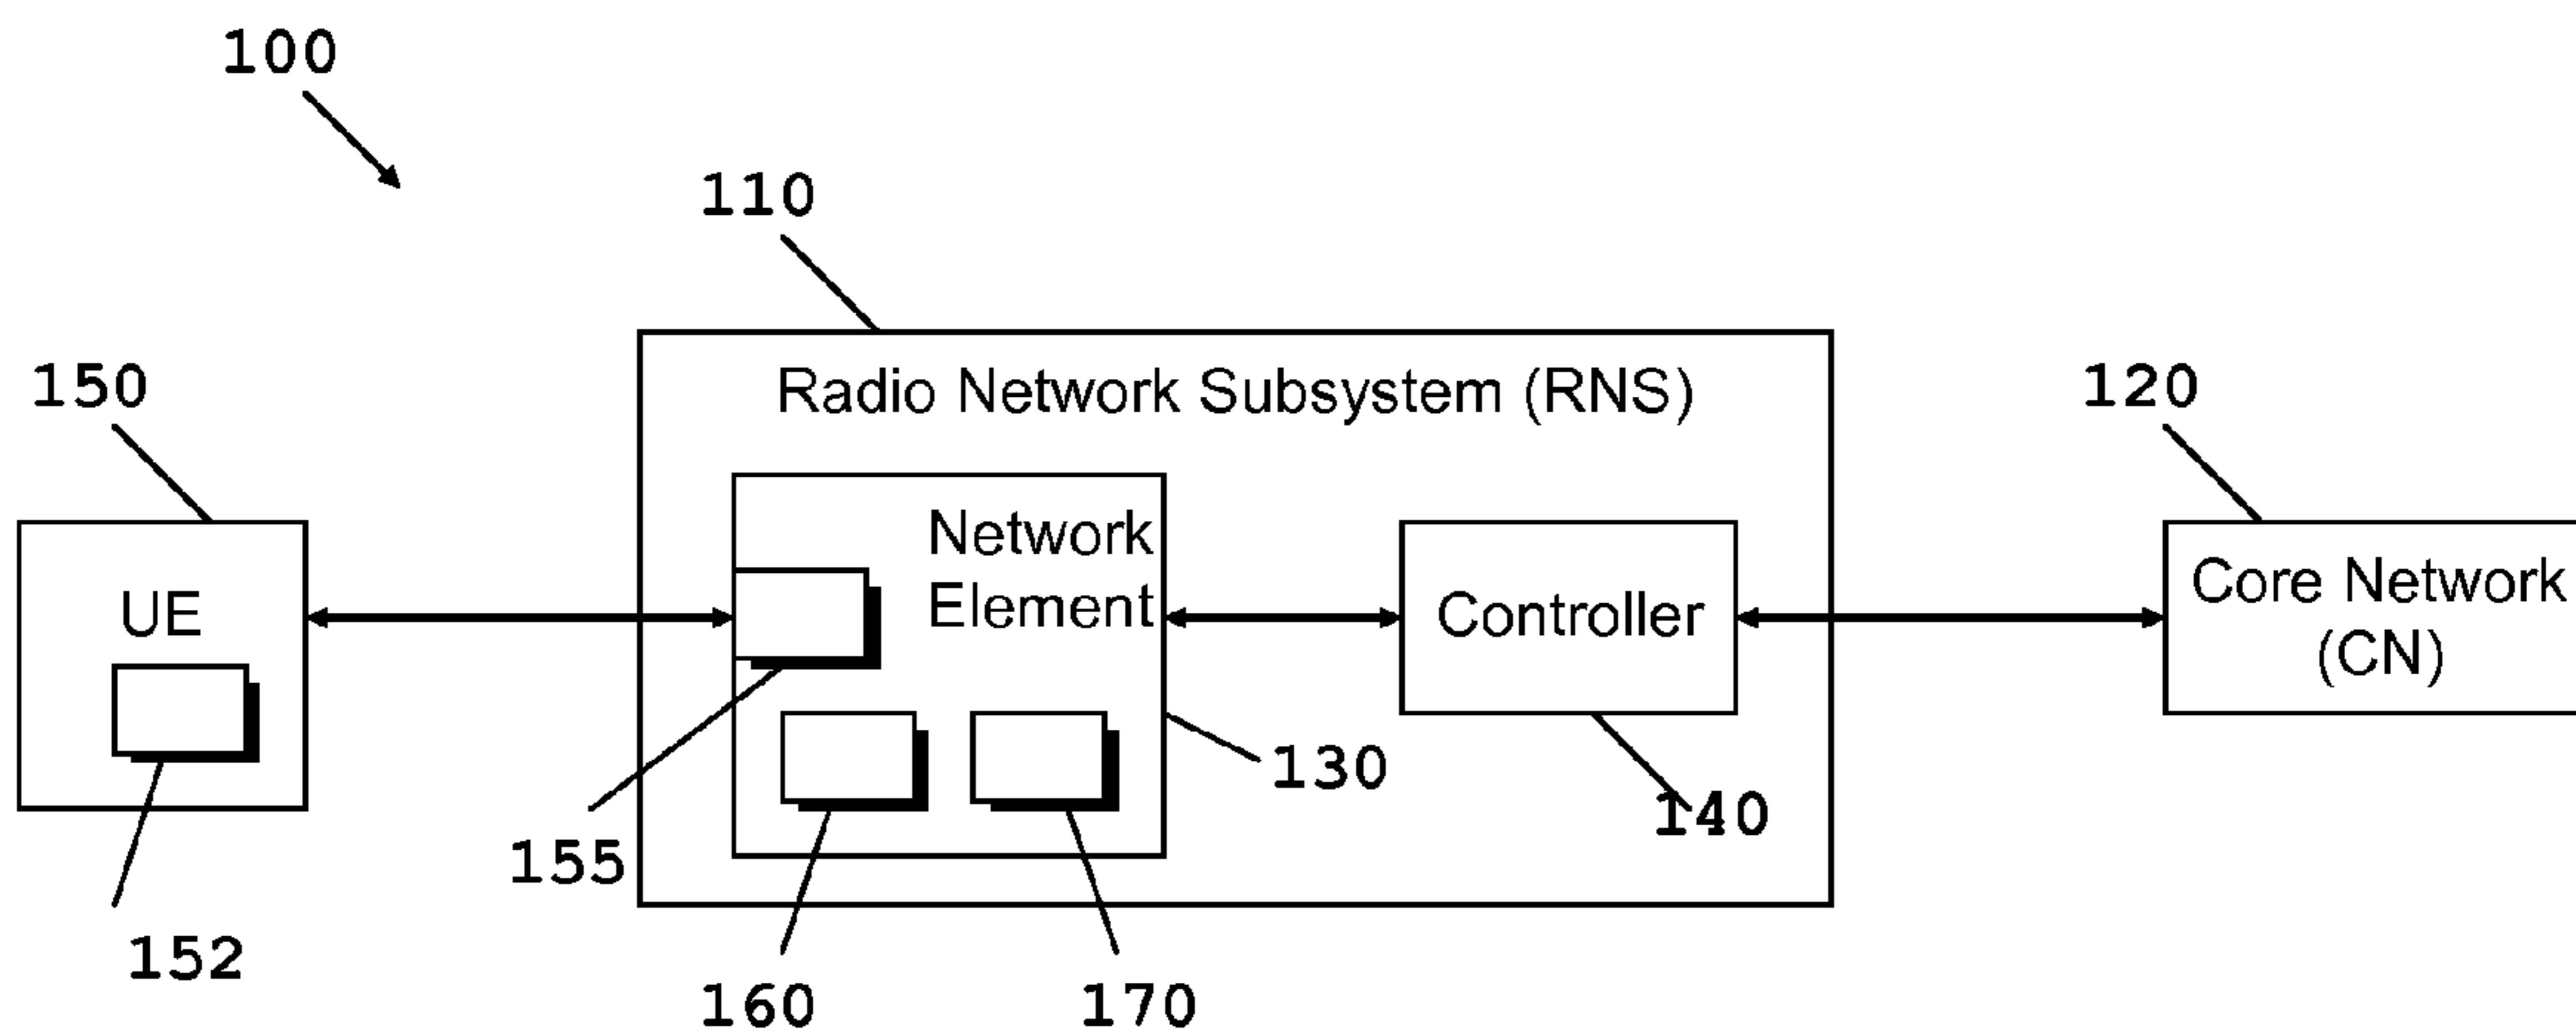 100
110
150
Radio Network Subsystem (RNS)
120
Network
Element
UE
Controller
Core Network
(CN)
130
140
155
152
160
170